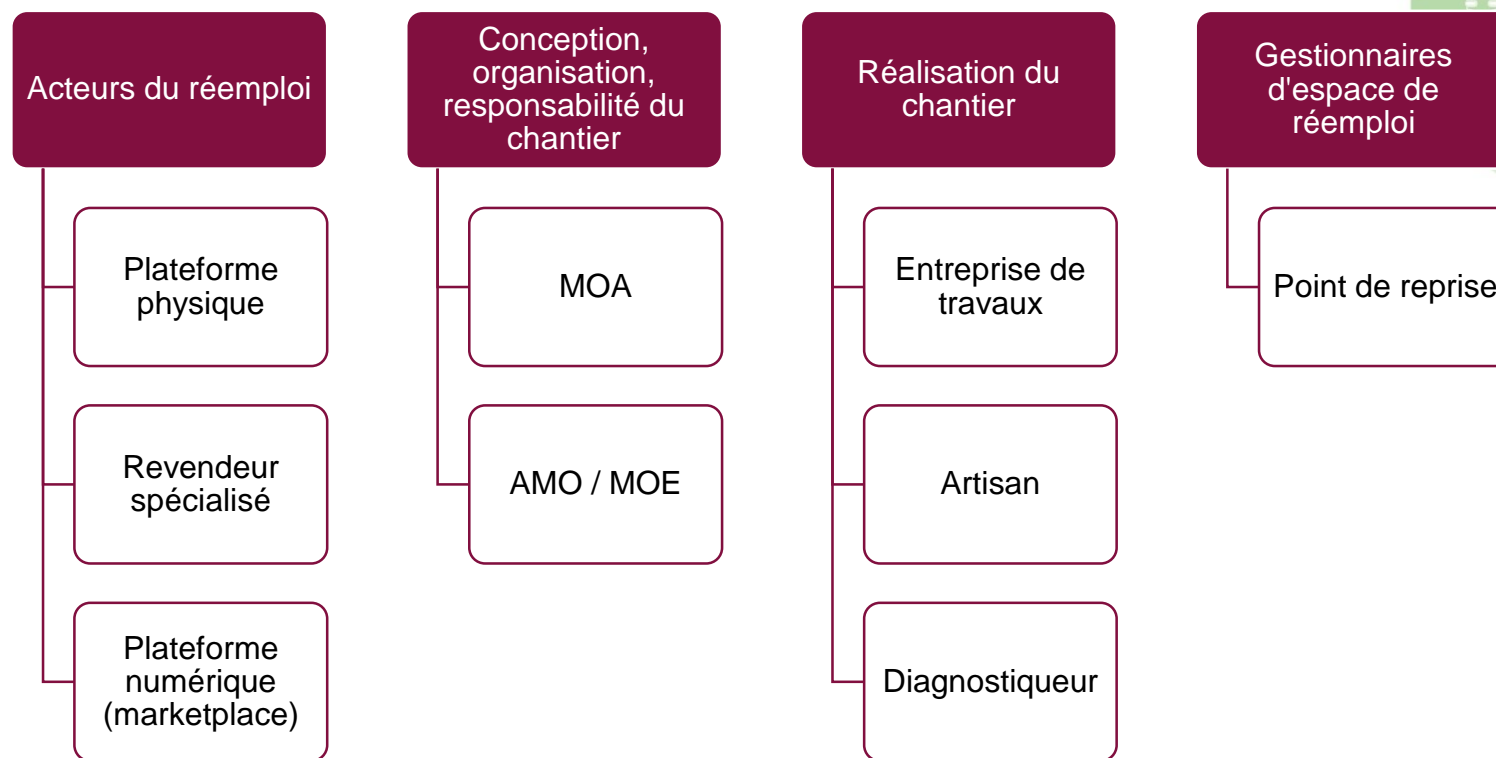 Acteurs du réemploi
Plateforme
physique
Revendeur
spécialisé
Plateforme
numérique
(marketplace)
Conception,
organisation,
responsabilité du
chantier
MOA
AMO / MOE
Réalisation du
chantier
Entreprise de
travaux
Artisan
Diagnostiqueur
Gestionnaires
d'espace de
réemploi
Point de reprise